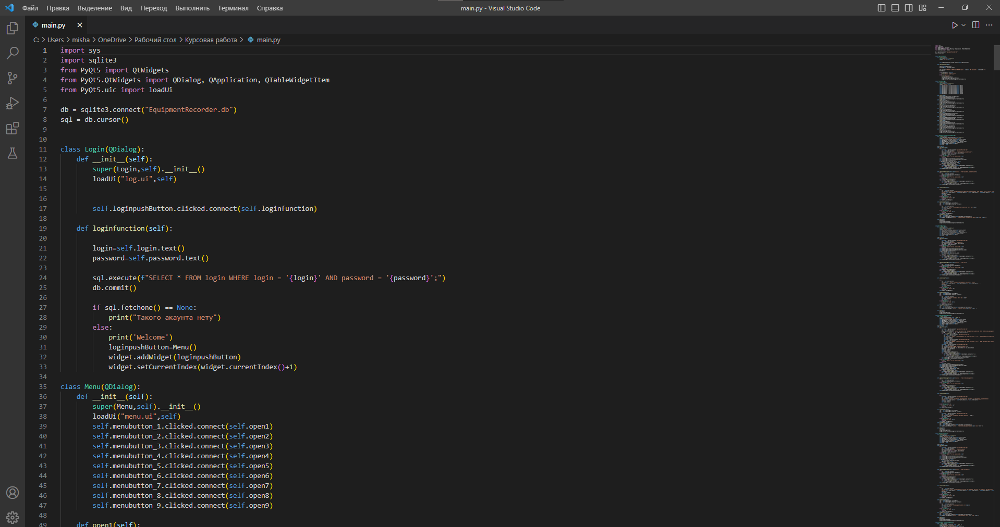 Файл Правка Выделение Вид Переход Выполнить Терминал Справка
main.py - Visual Studio Code
main.py
C: > Users > misha > OneDrive > Рабочий стол > Курсовая работа > main.py
1 import sys
2 import sqlite3
3 from PyQt5 import QtWidgets
4 from PyQt5.QtWidgets import QDialog, QApplication, QTableWidgetItem
5 from PyQt5.uic import loadUi
6
7 db = sqlite3.connect("EquipmentRecorder.db")
8 sql = db.cursor()
9
10
11 class Login(QDialog):
12     def __init__(self):
13         super(Login,self).__init__()
14         loadUi("log.ui",self)
15
16
17         self.loginpushButton.clicked.connect(self.loginfunction)
18
19     def loginfunction(self):
20
21         login=self.login.text()
22         password=self.password.text()
23
24         sql.execute(f"SELECT * FROM login WHERE login = '{login}' AND password = '{password}';")
25         db.commit()
26
27         if sql.fetchone() == None:
28             print("Такого акаунта нету")
29         else:
30             print('Welcome')
31             loginpushButton=Menu()
32             widget.addWidget(loginpushButton)
33             widget.setCurrentIndex(widget.currentIndex()+1)
34
35 class Menu(QDialog):
36     def __init__(self):
37         super(Menu,self).__init__()
38         loadUi("menu.ui",self)
39         self.menubutton_1.clicked.connect(self.open1)
40         self.menubutton_2.clicked.connect(self.open2)
41         self.menubutton_3.clicked.connect(self.open3)
42         self.menubutton_4.clicked.connect(self.open4)
43         self.menubutton_5.clicked.connect(self.open5)
44         self.menubutton_6.clicked.connect(self.open6)
45         self.menubutton_7.clicked.connect(self.open7)
46         self.menubutton_8.clicked.connect(self.open8)
47         self.menubutton_9.clicked.connect(self.open9)
48
49     def open1(self):